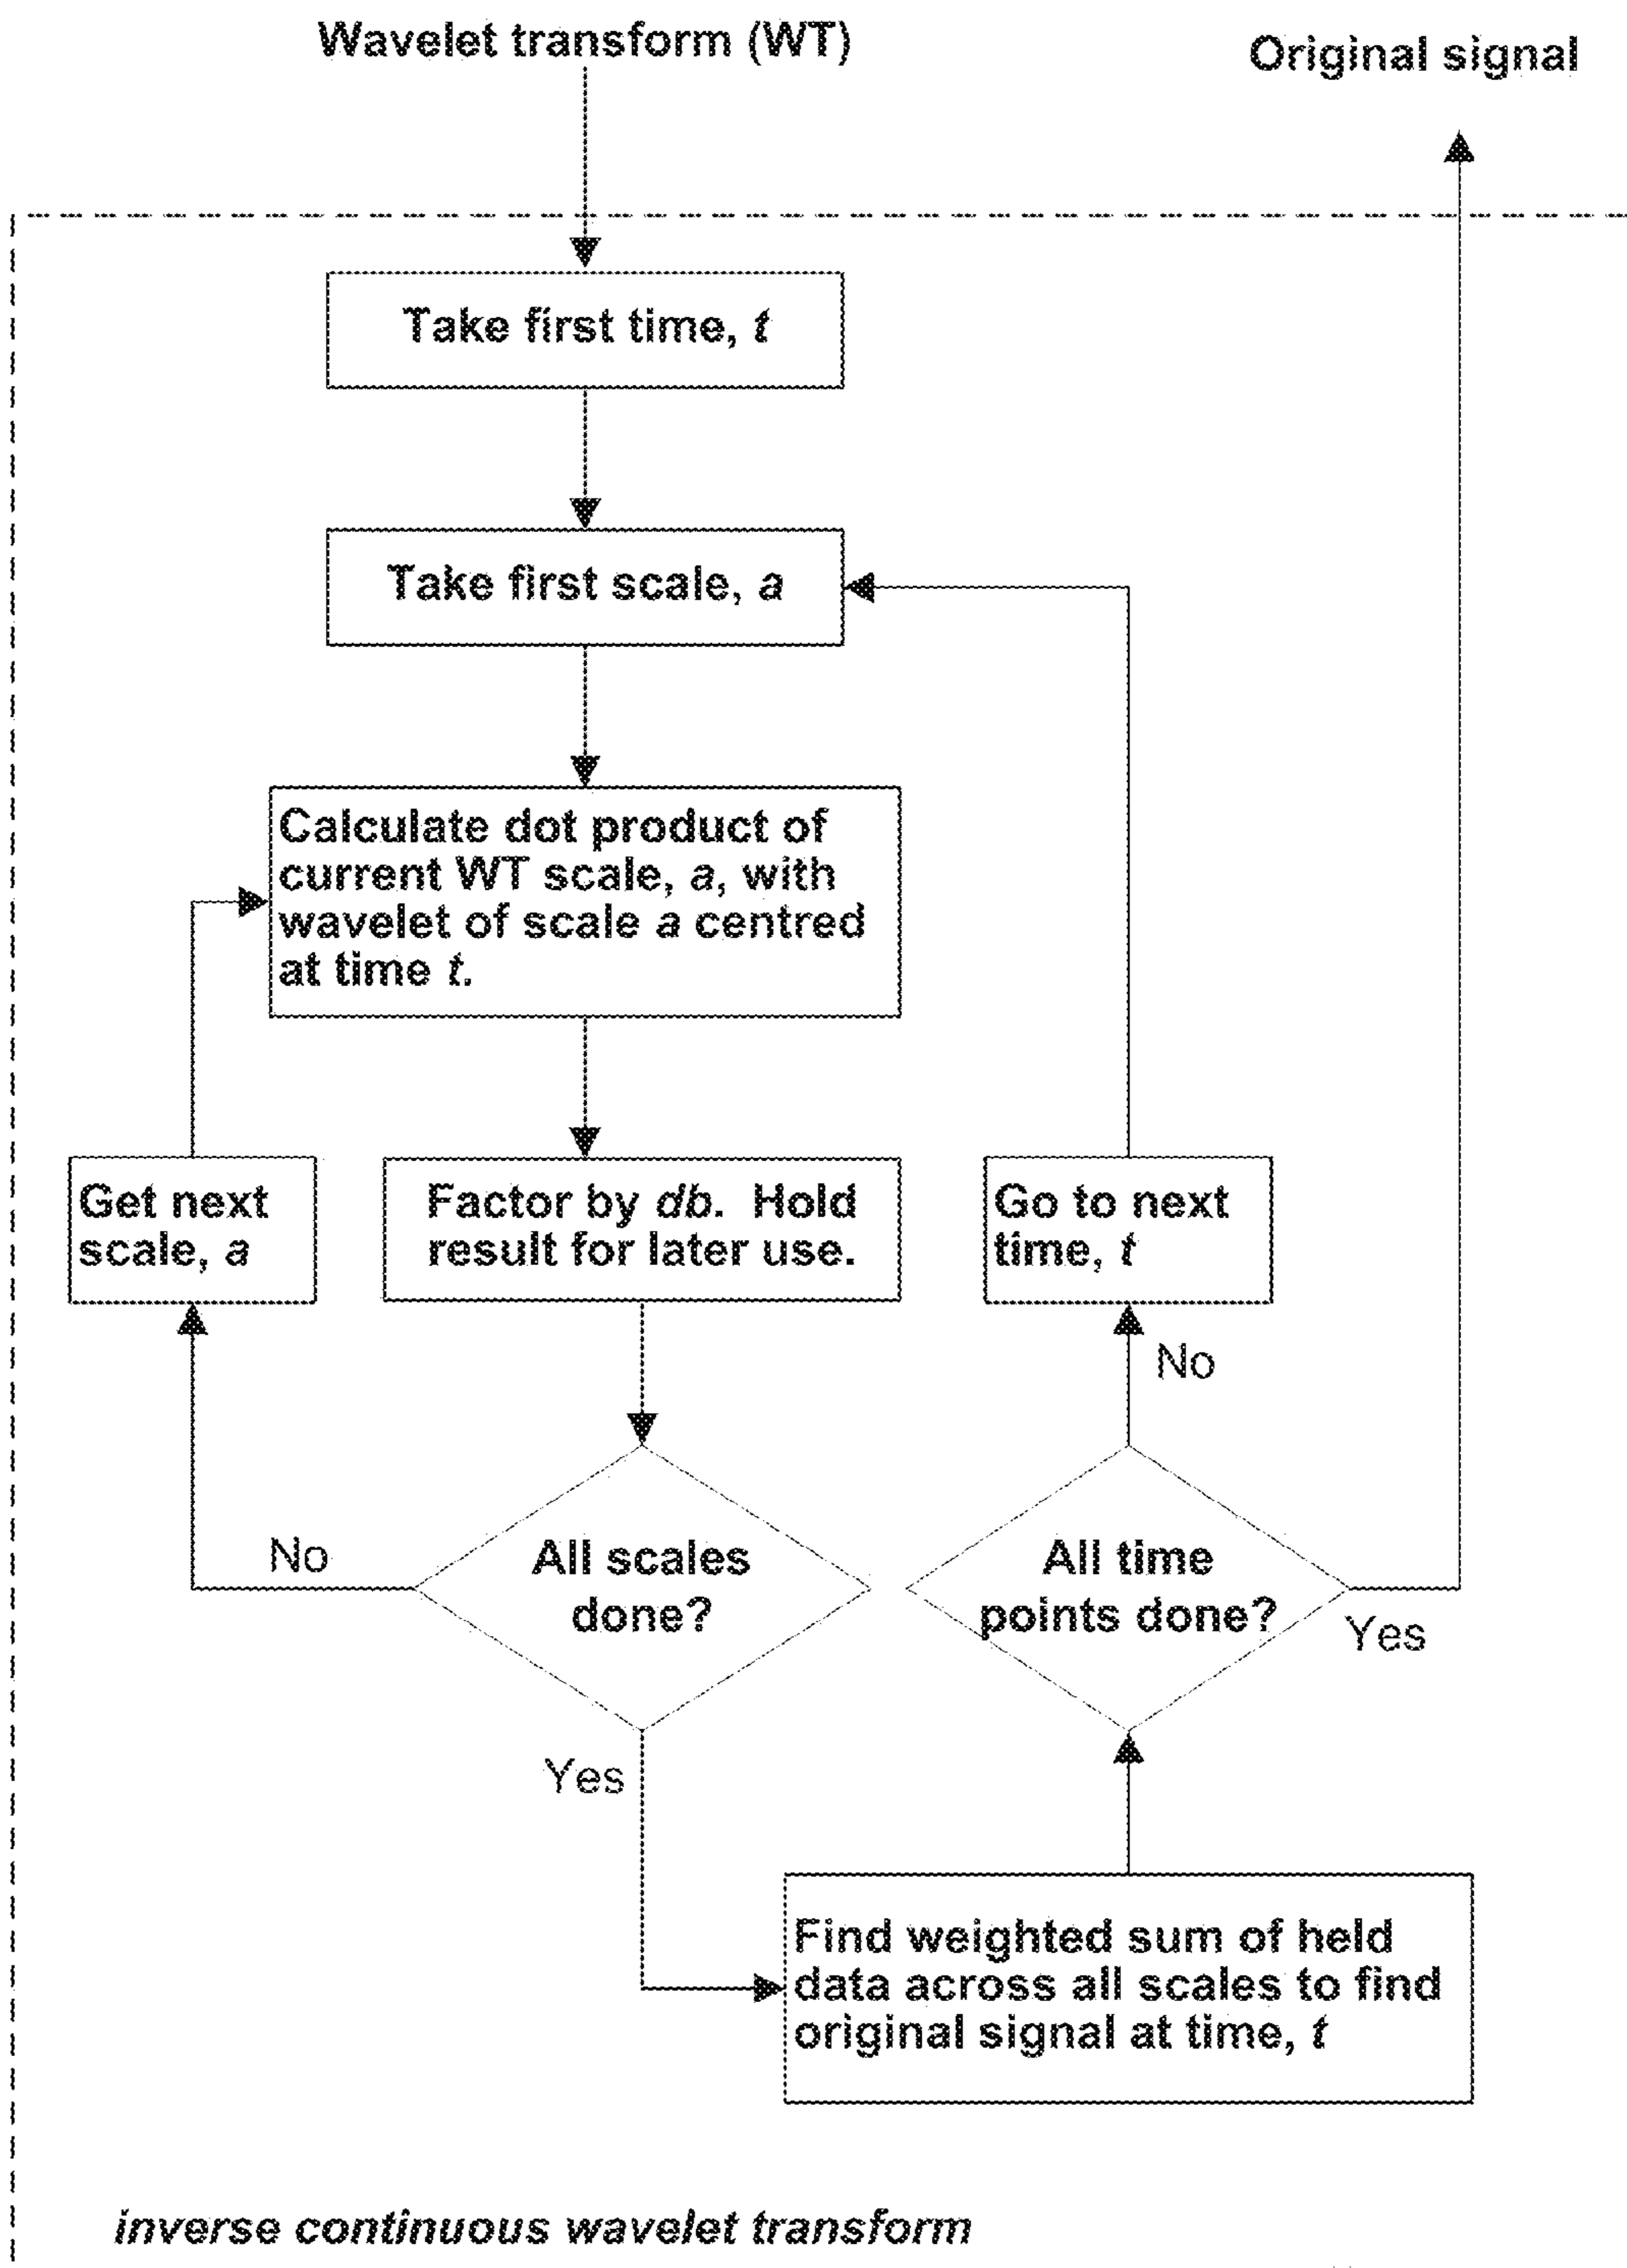 Wavelet transform (WT)
Original signal
Take first time, t
Take first scale, a
Calculate dot product of
current WT scale, a, with
wavelet of scale a centred
at time t.
Get next
scale, a
Factor by db. Hold
result for later use.
Go to next
time, t
No
No
All scales
done?
All time
points done?
Yes
Yes
Find weighted sum of held
data across all scales to find
original signal at time, t
inverse continuous wavelet transform